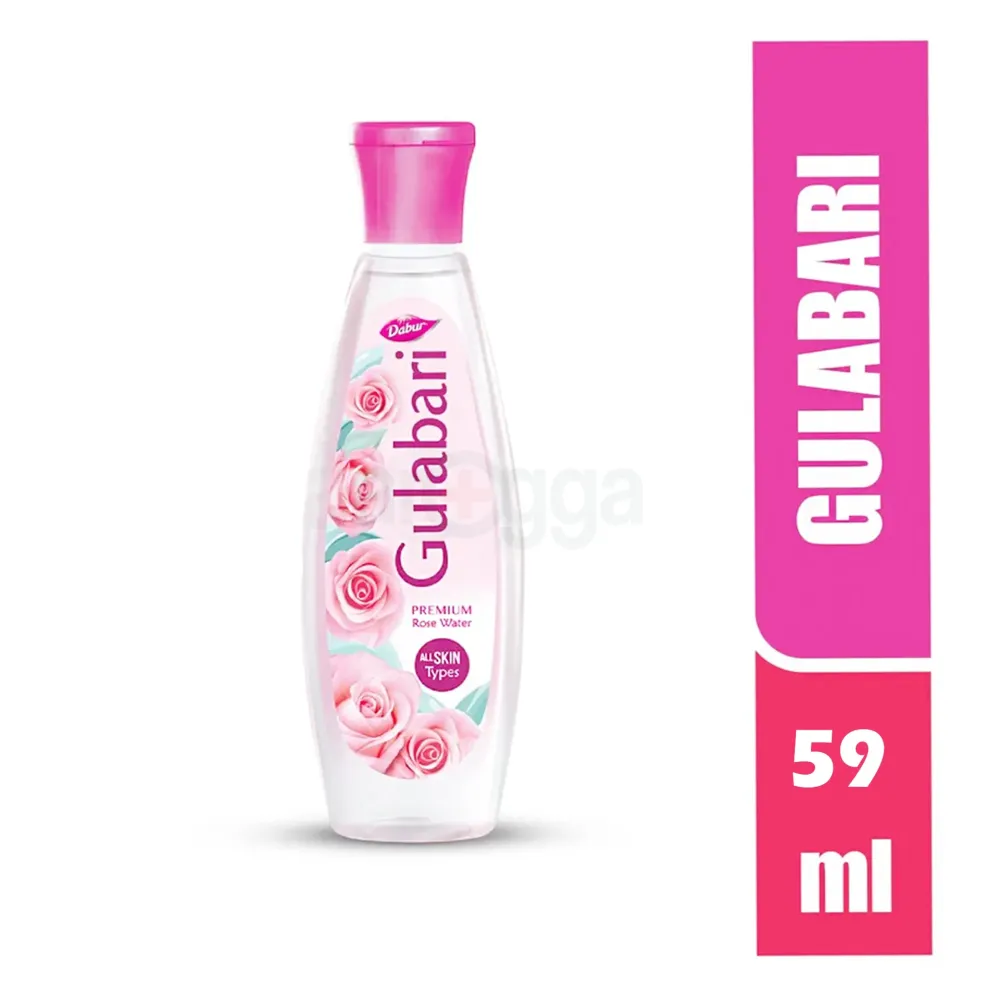 Dabur
Gulabari
PREMIUM
Rose Water
ALL SKIN
Types
GULABARI
59
ml